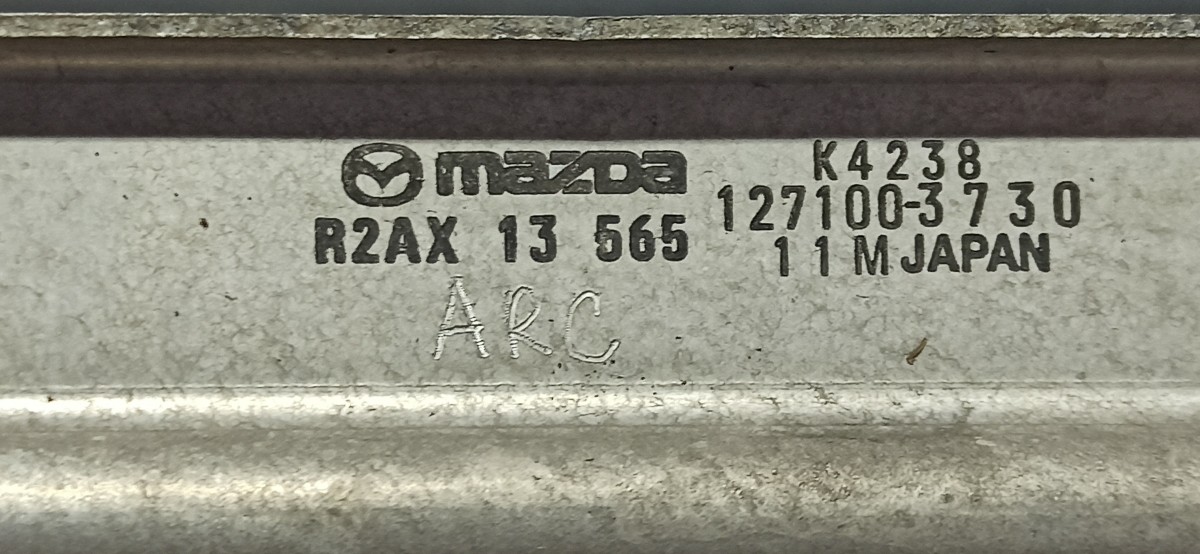 mazda
R2AX 13 565
K4238
127100-3730
11M JAPAN
ARC